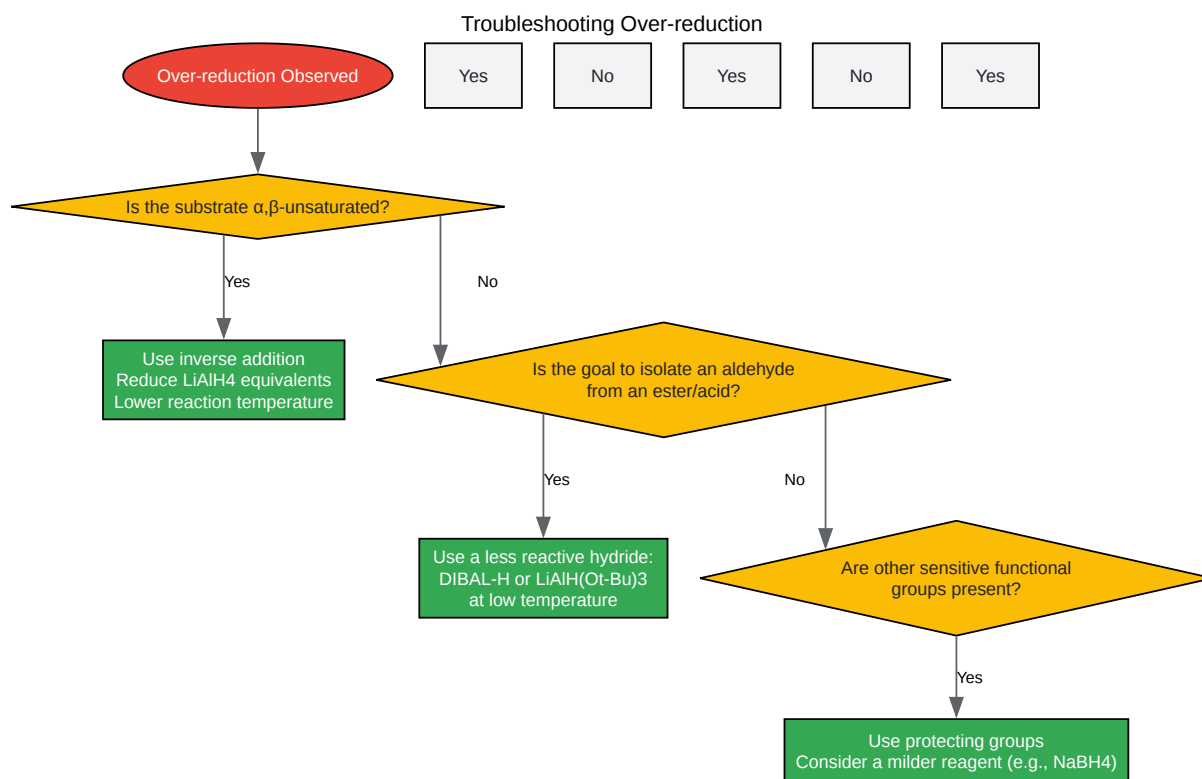 Troubleshooting Over-reduction
Over-reduction Observed
Yes
No
Yes
No
Yes
Is the substrate α,β-unsaturated?
Yes
No
Use inverse addition
Reduce LiAlH4 equivalents
Lower reaction temperature
Is the goal to isolate an aldehyde
from an ester/acid?
Yes
No
Use a less reactive hydride:
DIBAL-H or LiAlH(Ot-Bu)3
at low temperature
Are other sensitive functional
groups present?
Yes
Use protecting groups
Consider a milder reagent (e.g., NaBH4)